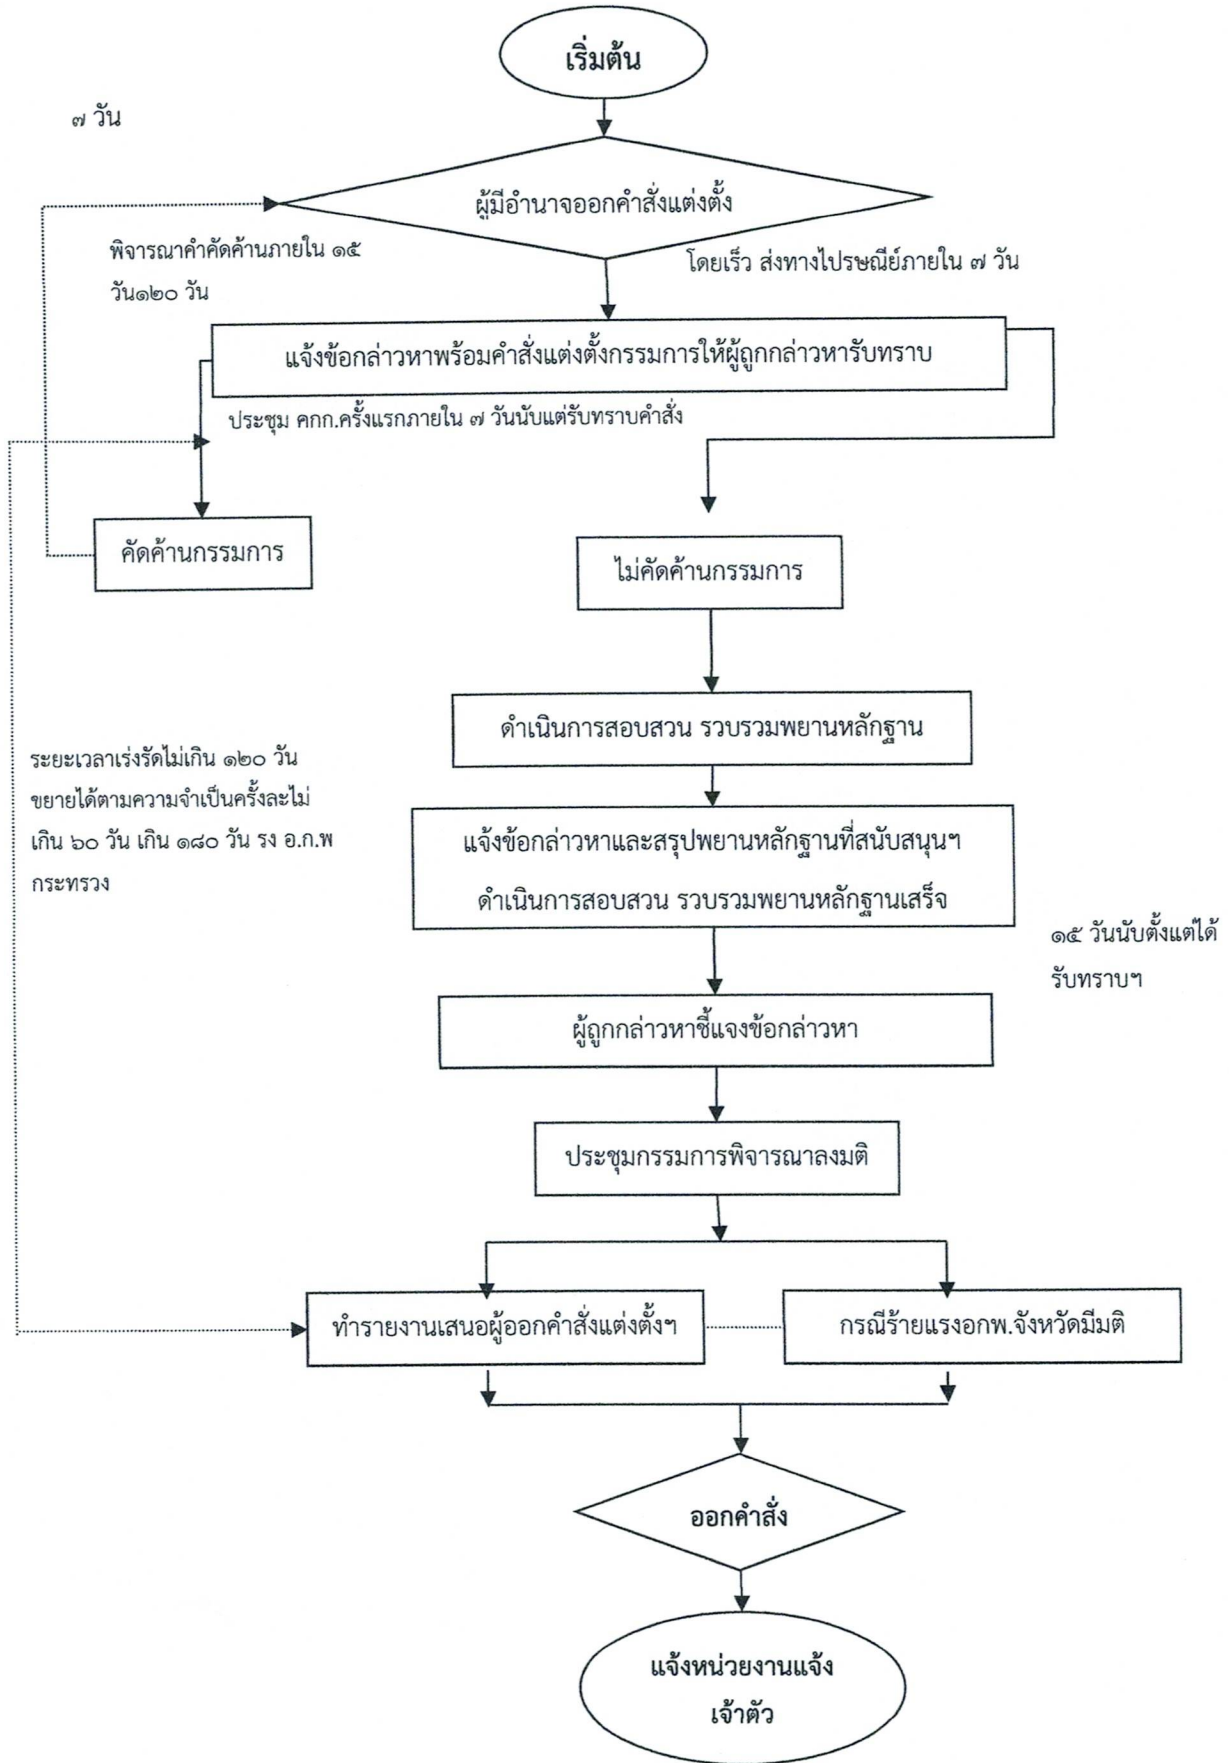 เริ่มต้น
๗ วัน
ผู้มีอำนาจออกคำสั่งแต่งตั้ง
พิจารณาคำคัดค้านภายใน ๑๕
วัน๑๒๐ วัน
โดยเร็ว ส่งทางไปรษณีย์ภายใน ๗ วัน
แจ้งข้อกล่าวหาพร้อมคำสั่งแต่งตั้งกรรมการให้ผู้ถูกกล่าวหารับทราบ
ประชุม คกก.ครั้งแรกภายใน ๗ วันนับแต่รับทราบคำสั่ง
คัดค้านกรรมการ
ไม่คัดค้านกรรมการ
ดำเนินการสอบสวน รวบรวมพยานหลักฐาน
ระยะเวลาเร่งรัดไม่เกิน ๑๒๐ วัน
ขยายได้ตามความจำเป็นครั้งละไม่
เกิน ๖๐ วัน เกิน ๑๘๐ วัน รง อ.ก.พ
กระทรวง
แจ้งข้อกล่าวหาและสรุปพยานหลักฐานที่สนับสนุนฯ
ดำเนินการสอบสวน รวบรวมพยานหลักฐานเสร็จ
๑๕ วันนับตั้งแต่ได้
รับทราบฯ
ผู้ถูกกล่าวหาชี้แจงข้อกล่าวหา
ประชุมกรรมการพิจารณาลงมติ
ทำรายงานเสนอผู้ออกคำสั่งแต่งตั้งฯ
กรณีร้ายแรงอกพ.จังหวัดมีมติ
ออกคำสั่ง
แจ้งหน่วยงานแจ้ง
เจ้าตัว